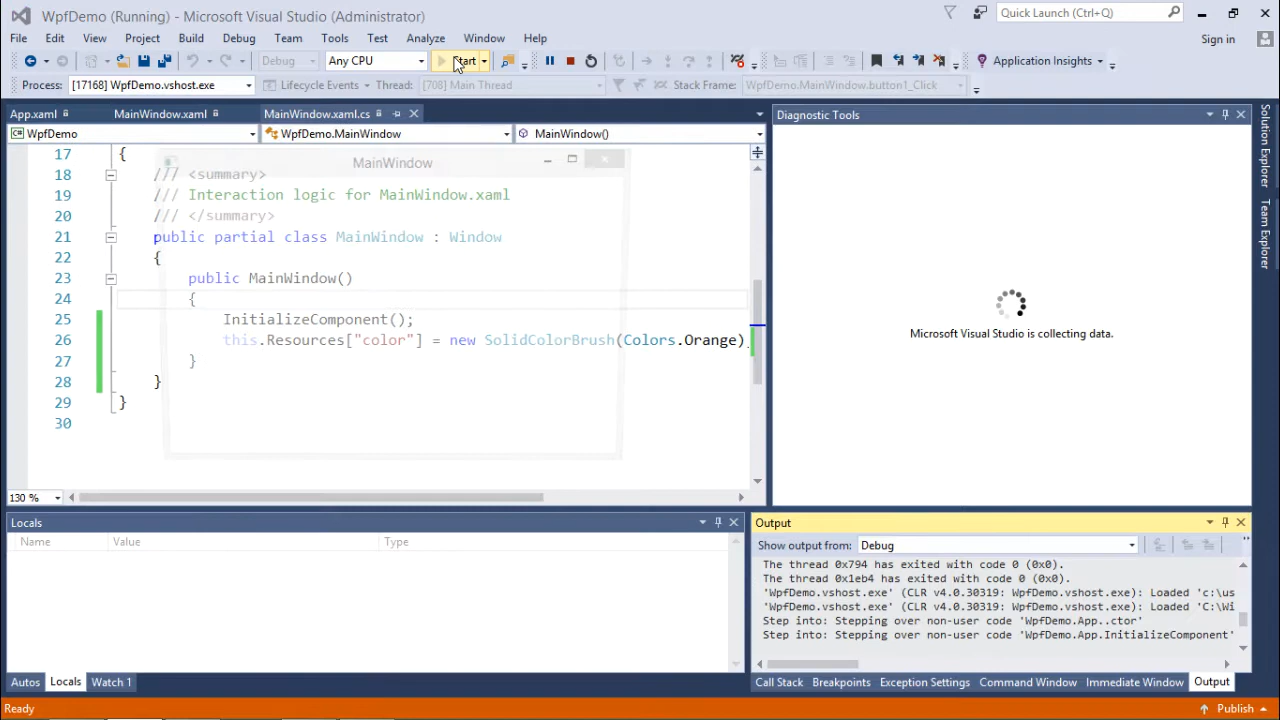 WpfDemo (Running) - Microsoft Visual Studio (Administrator)
Quick Launch (Ctrl+Q)
File Edit View Project Build Debug Team Tools Test Analyze Window Help
Sign in
Debug Any CPU Start Application Insights
Process: [17168] WpfDemo.vshost.exe Lifecycle Events Thread: [708] Main Thread Stack Frame: WpfDemo.MainWindow.button1_Click
App.xaml MainWindow.xaml MainWindow.xaml.cs
WpfDemo WpfDemo.MainWindow MainWindow()
MainWindow
17 {
18 /// <summary>
19 /// Interaction logic for MainWindow.xaml
20 /// </summary>
21 public partial class MainWindow : Window
22 {
23 public MainWindow()
24 {
25 InitializeComponent();
26 this.Resources["color"] = new SolidColorBrush(Colors.Orange)
27 }
28 }
29 }
30
130 %
Diagnostic Tools
Microsoft Visual Studio is collecting data.
Solution Explorer
Team Explorer
Locals
Name Value Type
Autos Locals Watch 1
Output
Show output from: Debug
The thread 0x794 has exited with code 0 (0x0).
The thread 0x1eb4 has exited with code 0 (0x0).
'WpfDemo.vshost.exe' (CLR v4.0.30319: WpfDemo.vshost.exe): Loaded 'c:\us
'WpfDemo.vshost.exe' (CLR v4.0.30319: WpfDemo.vshost.exe): Loaded 'C:\Wi
Step into: Stepping over non-user code 'WpfDemo.App..ctor'
Step into: Stepping over non-user code 'WpfDemo.App.InitializeComponent'
Call Stack Breakpoints Exception Settings Command Window Immediate Window Output
Ready
Publish